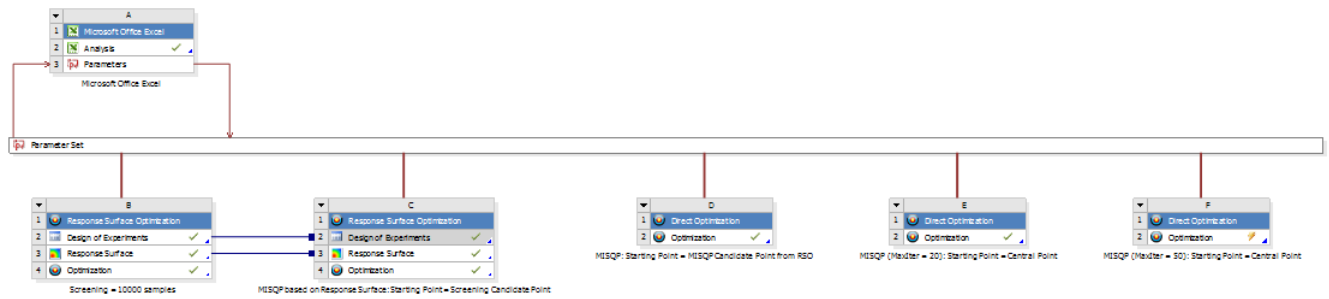 A
1 Microsoft Office Excel
2 Analysis
3 Parameters
Microsoft Office Excel
Parameter Set
B
1 Response Surface Optimization
2 Design of Experiments
3 Response Surface
4 Optimization
Screening = 10000 samples
C
1 Response Surface Optimization
2 Design of Experiments
3 Response Surface
4 Optimization
MISQP based on Response Surface: Starting Point = Screening Candidate Point
D
1 Direct Optimization
2 Optimization
MISQP: Starting Point = MISQP Candidate Point from RSO
E
1 Direct Optimization
2 Optimization
MISQP (MaxIter = 20): Starting Point = Central Point
F
1 Direct Optimization
2 Optimization
MISQP (MaxIter = 50): Starting Point = Central Point